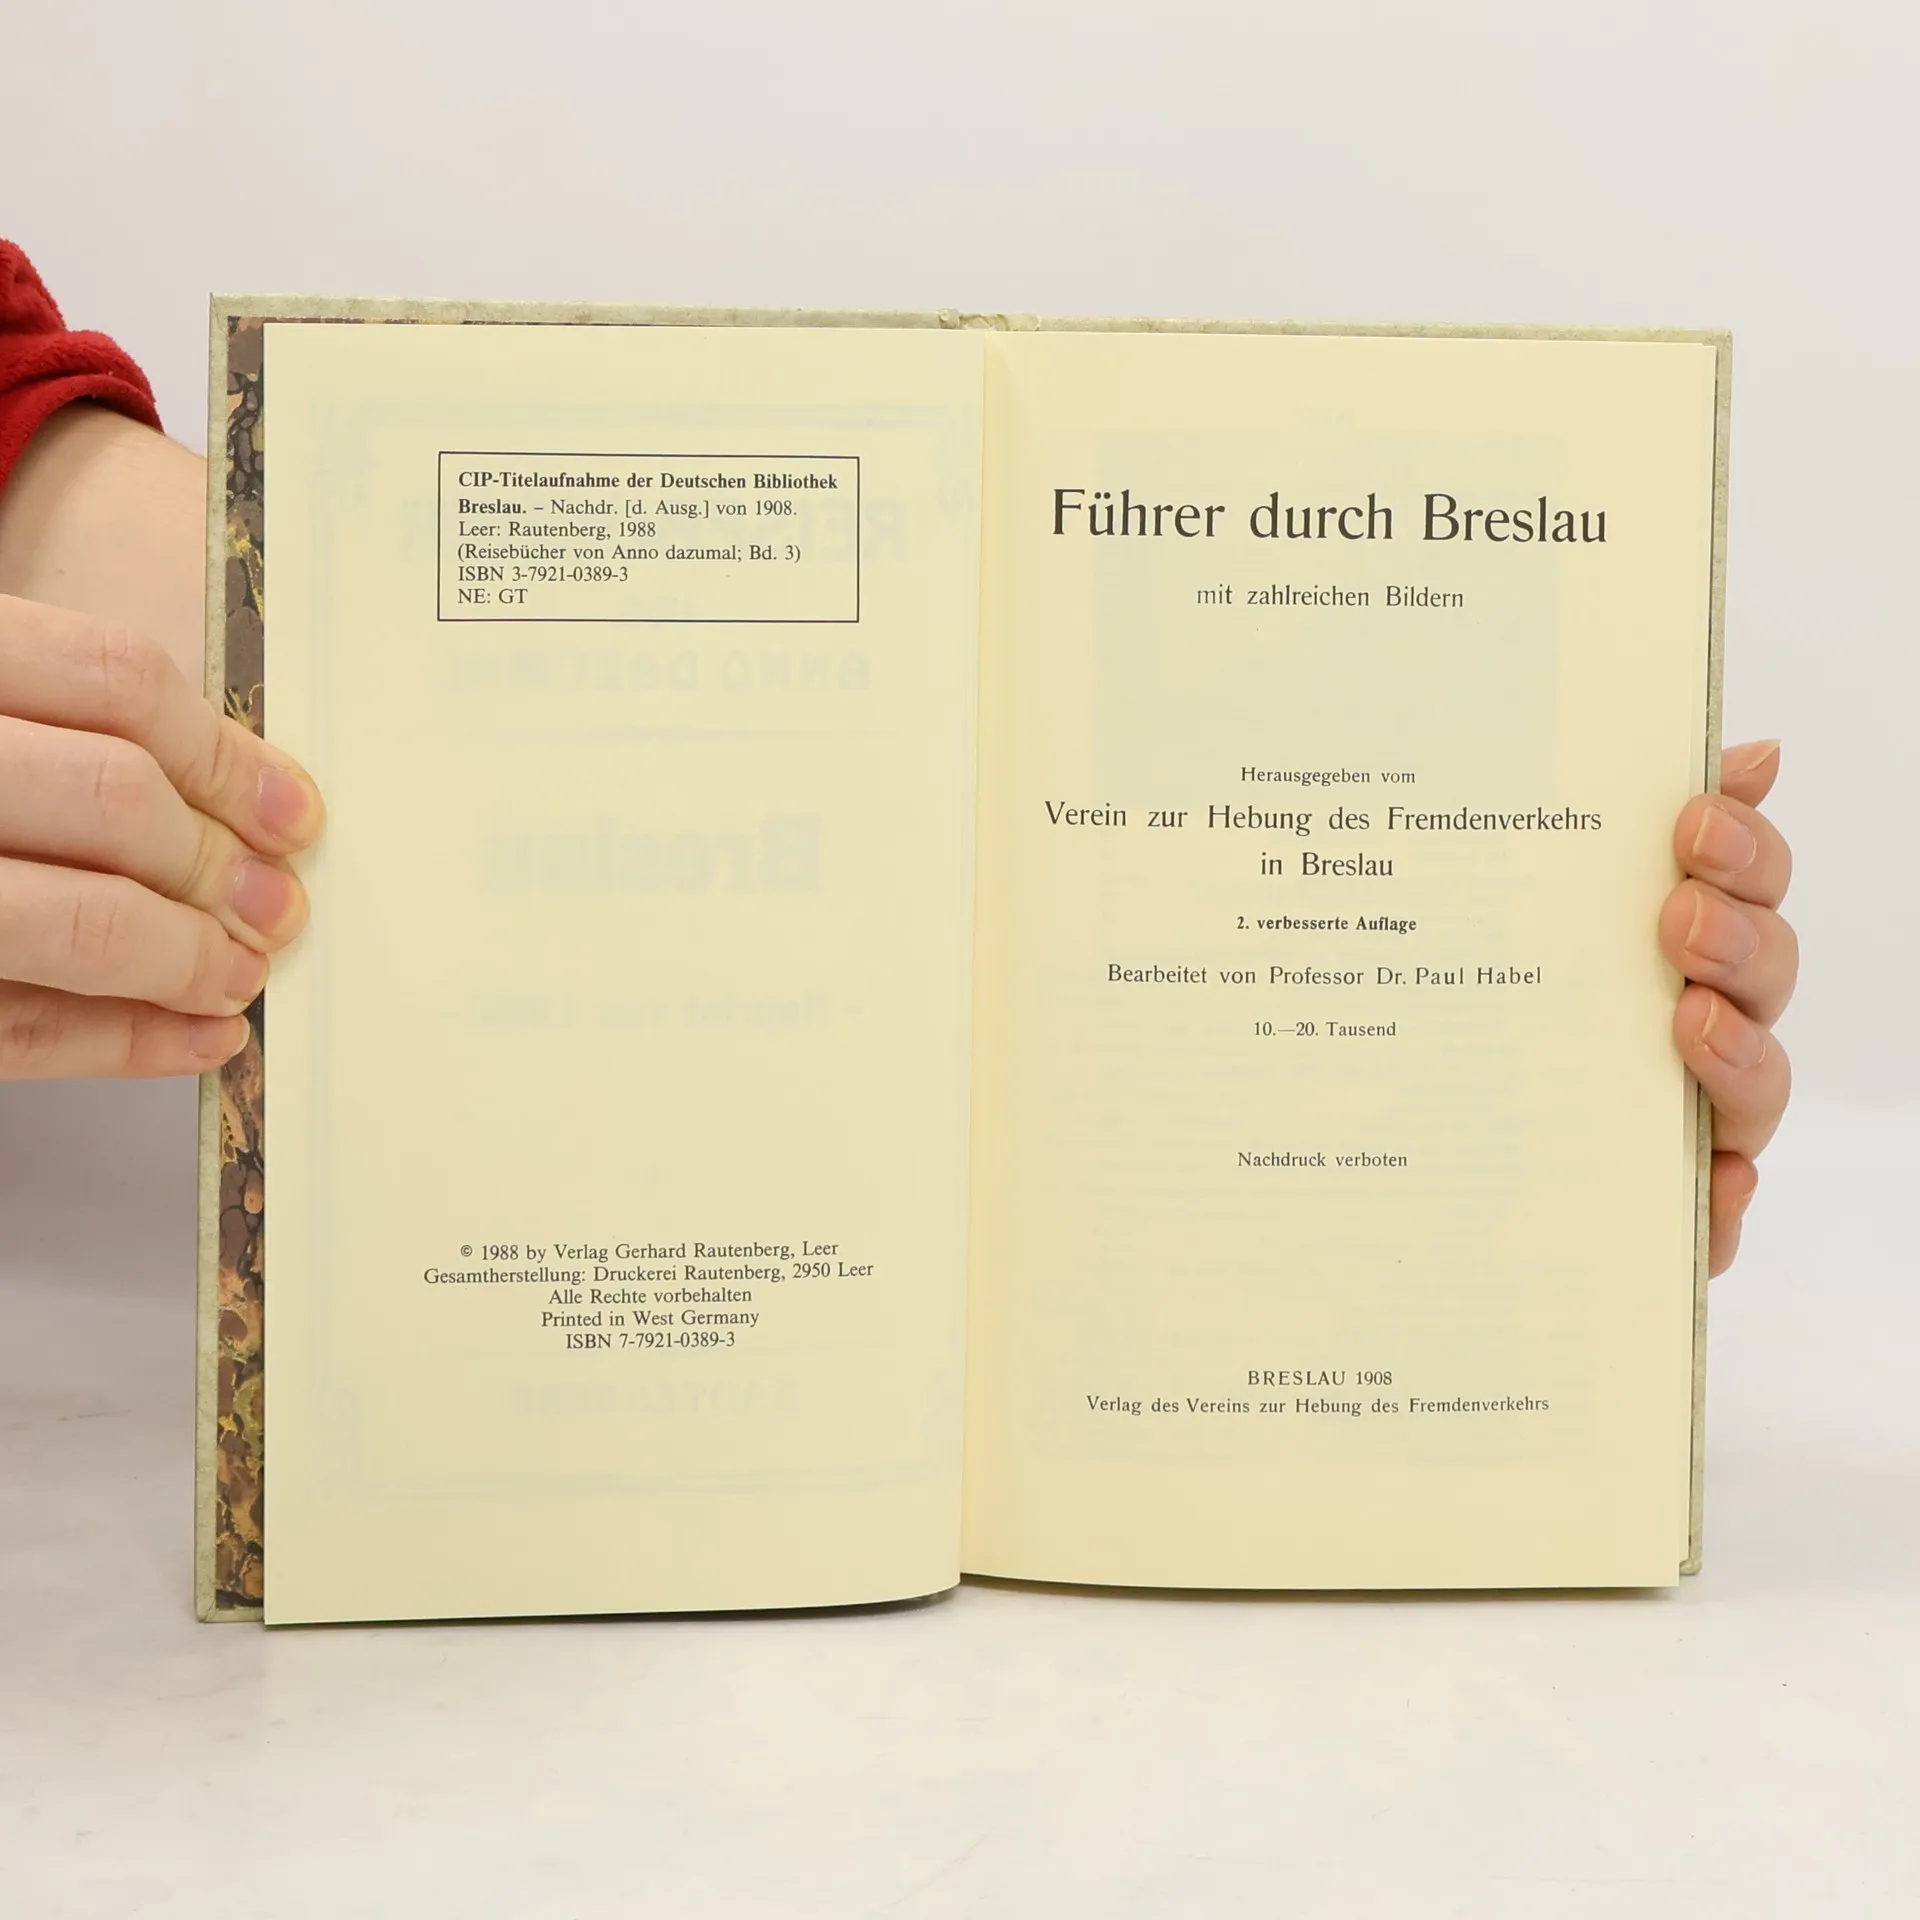 CIP-Titelaufnahme der Deutschen Bibliothek
Breslau. – Nachdr. [d. Ausg.] von 1908.
Leer: Rautenberg, 1988
(Reisebücher von Anno dazumal; Bd. 3)
ISBN 3-7921-0389-3
NE: GT
© 1988 by Verlag Gerhard Rautenberg, Leer
Gesamtherstellung: Druckerei Rautenberg, 2950 Leer
Alle Rechte vorbehalten
Printed in West Germany
ISBN 7-7921-0389-3
Führer durch Breslau
mit zahlreichen Bildern
Herausgegeben vom
Verein zur Hebung des Fremdenverkehrs
in Breslau
2. verbesserte Auflage
Bearbeitet von Professor Dr. Paul Habel
10.—20. Tausend
Nachdruck verboten
BRESLAU 1908
Verlag des Vereins zur Hebung des Fremdenverkehrs